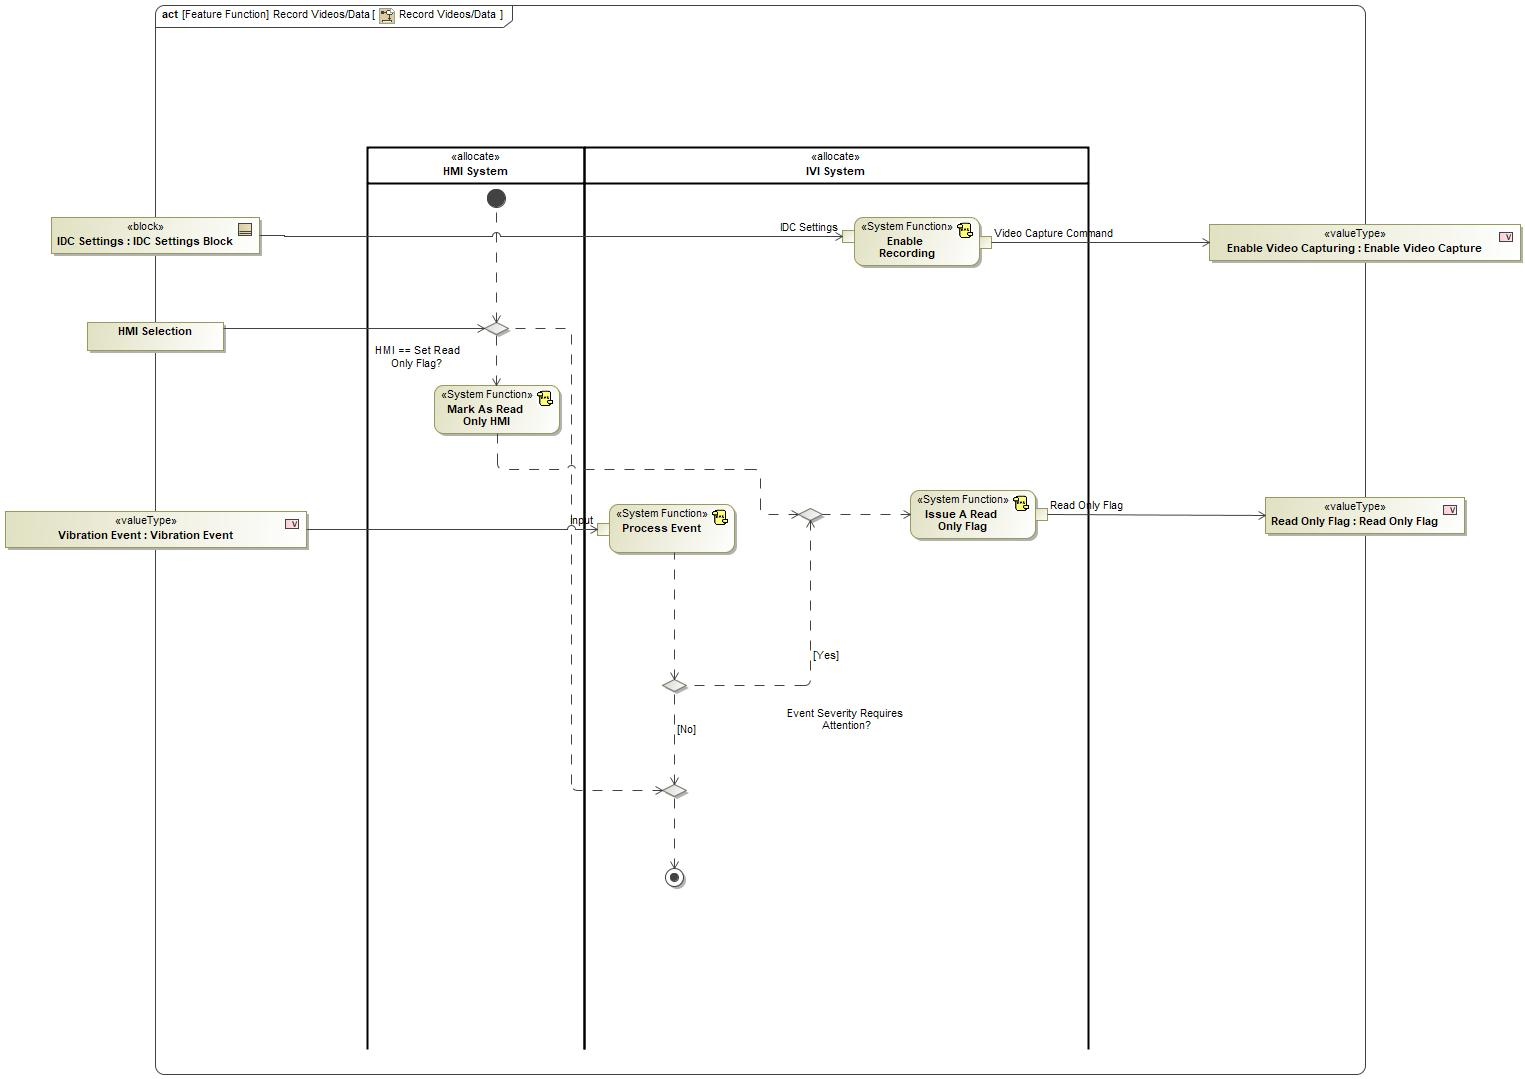 act [Feature Function] Record Videos/Data [ Record Videos/Data ]
«allocate»
HMI System
«allocate»
IVI System
«block»
IDC Settings : IDC Settings Block
IDC Settings
«System Function»
Enable
Recording
Video Capture Command
«valueType»
V
Enable Video Capturing : Enable Video Capture
HMI Selection
HMI == Set Read
Only Flag?
«System Function»
Mark As Read
Only HMI
«valueType»
V
Vibration Event : Vibration Event
Input
«System Function»
Process Event
«System Function»
Issue A Read
Only Flag
Read Only Flag
«valueType»
V
Read Only Flag : Read Only Flag
[Yes]
Event Severity Requires
Attention?
[No]